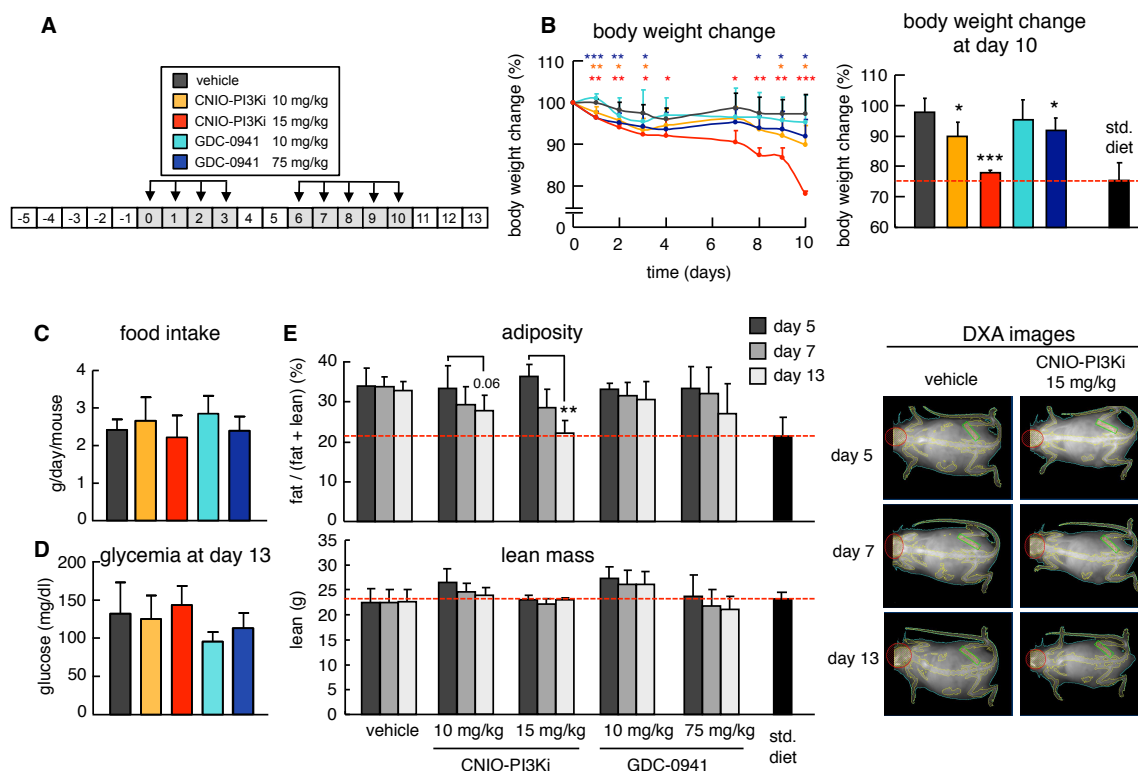 A
vehicle
CNIO-PI3Ki 10 mg/kg
CNIO-PI3Ki 15 mg/kg
GDC-0941 10 mg/kg
GDC-0941 75 mg/kg
-5 -4 -3 -2 -1 0 1 2 3 4 5 6 7 8 9 10 11 12 13
B
body weight change
*** ** * * * *
** * * * *
** ** * * * ** ** ***
body weight change (%)
110
100
90
80
0
0 2 4 6 8 10
time (days)
body weight change
at day 10
body weight change (%)
110
100
90
80
70
60
* *** *
std.
diet
C
food intake
g/day/mouse
4
3
2
1
0
D
glycemia at day 13
glucose (mg/dl)
200
150
100
50
0
E
adiposity
day 5
day 7
day 13
fat / (fat + lean) (%)
40
30
20
10
0
0.06
**
lean mass
lean (g)
35
30
25
20
15
10
5
0
vehicle
10 mg/kg 15 mg/kg
CNIO-PI3Ki
10 mg/kg 75 mg/kg
GDC-0941
std.
diet
DXA images
vehicle
CNIO-PI3Ki
15 mg/kg
day 5
day 7
day 13